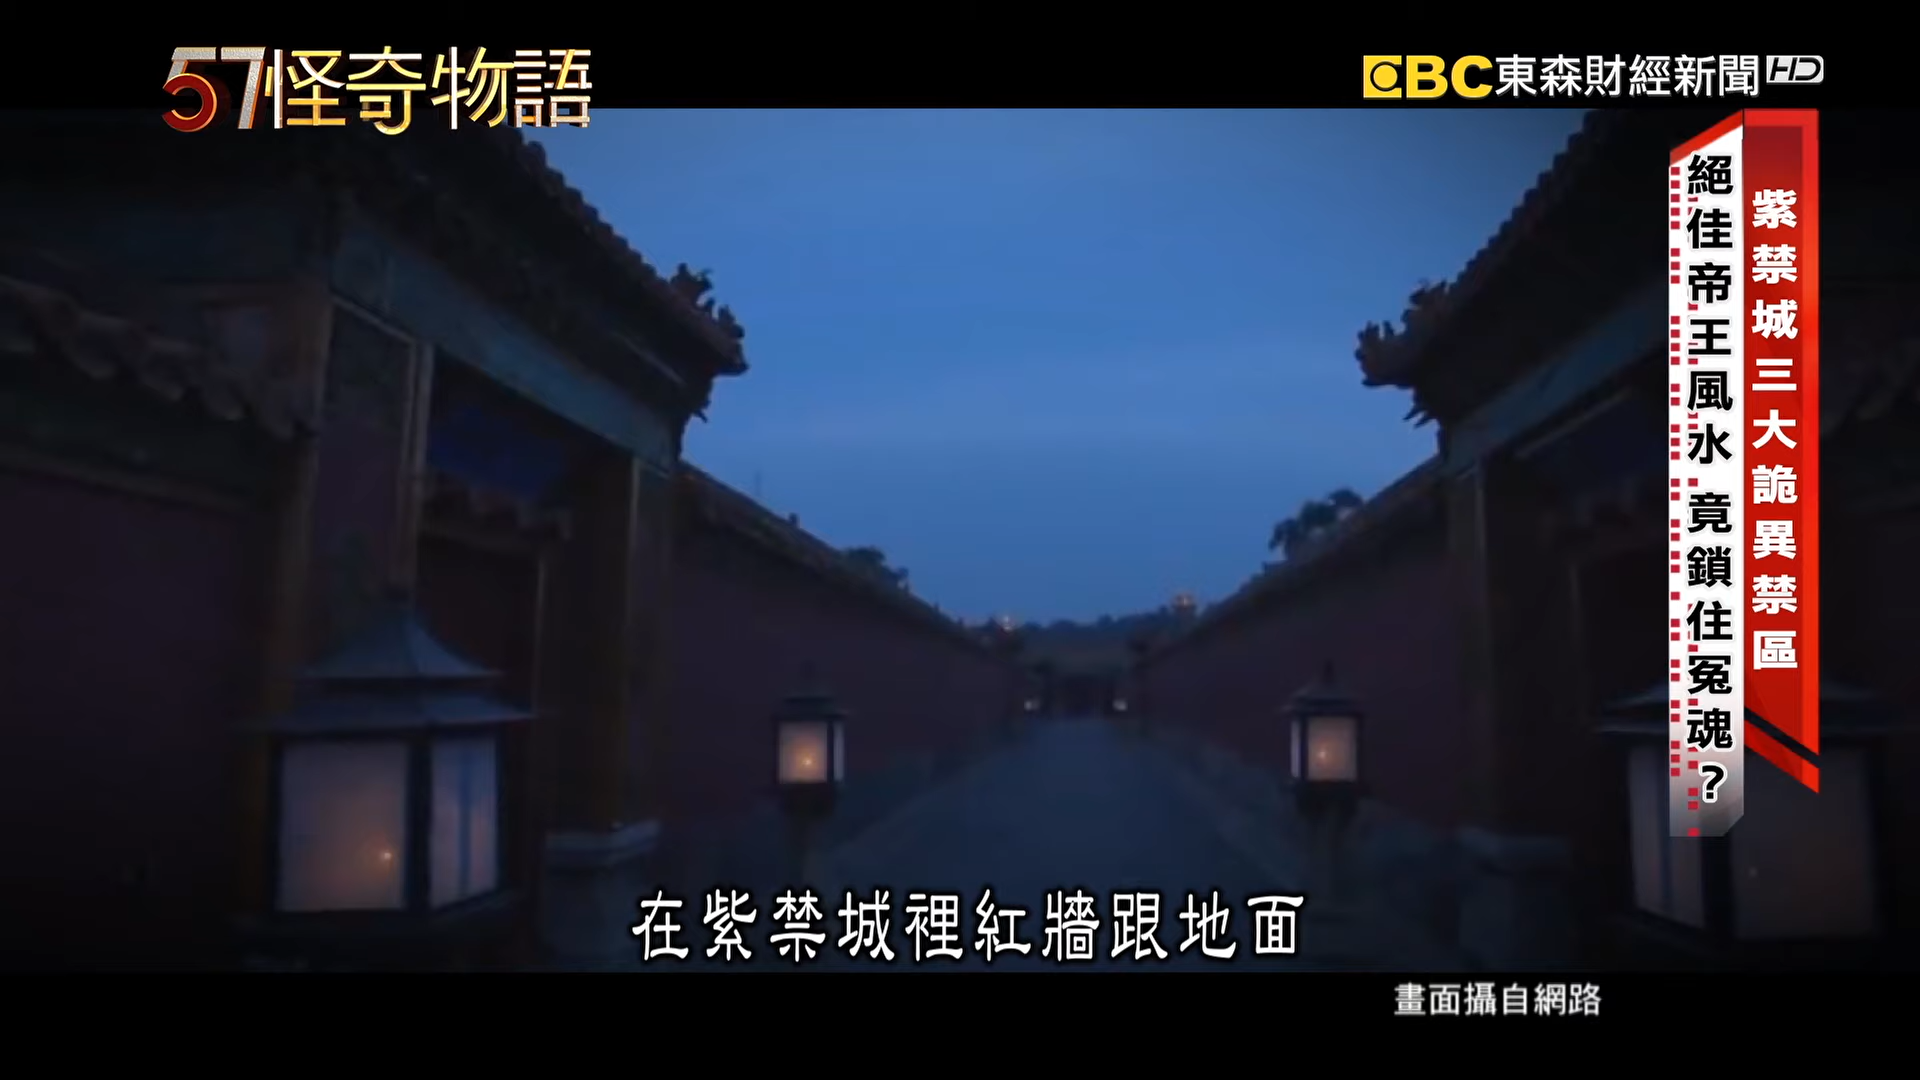 57怪奇物語
EBC東森財經新聞HD
紫禁城三大詭異禁區
絕佳帝王風水 竟鎖住冤魂？
在紫禁城裡紅牆跟地面
畫面攝自網路